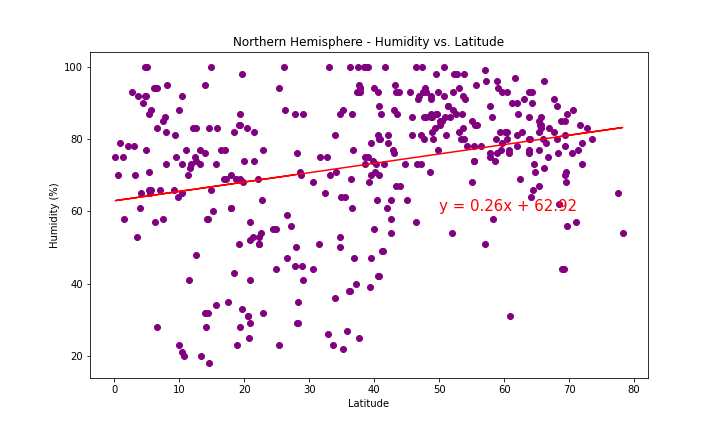 Northern Hemisphere - Humidity vs. Latitude
100
80
60
40
20
Humidity (%)
y = 0.26x + 62.92
0 10 20 30 40 50 60 70 80
Latitude